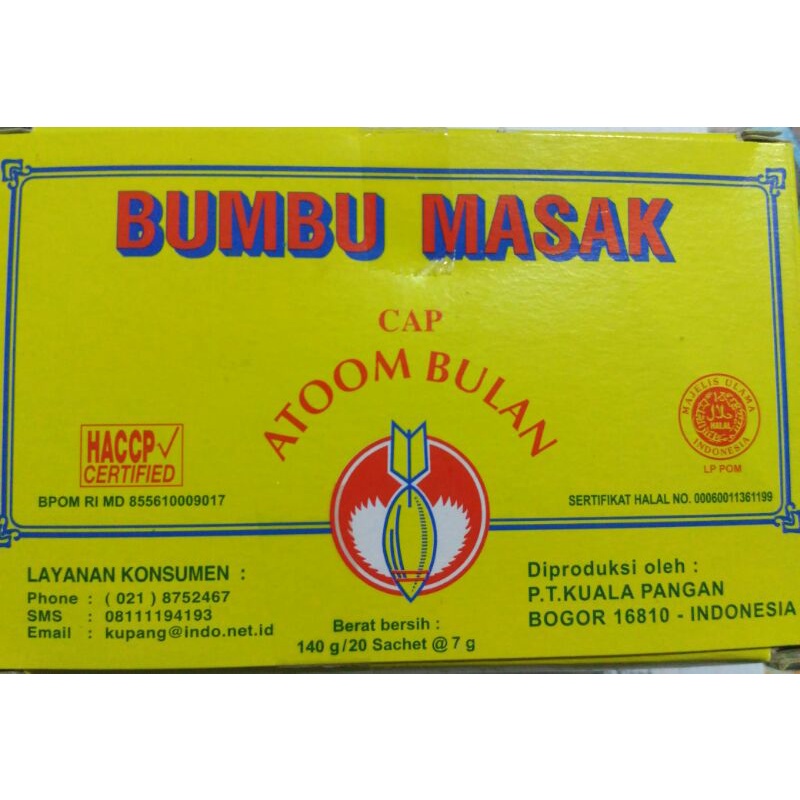 BUMBU MASAK
CAP
ATOOM BULAN
HACCP
CERTIFIED
BPOM RI MD 855610009017
MAJELIS ULAMA
حلال
HALAL
INDONESIA
LP POM
SERTIFIKAT HALAL NO. 00060011361199
LAYANAN KONSUMEN :
Phone : ( 021 ) 8752467
SMS : 08111194193
Email : kupang@indo.net.id
Berat bersih :
140 g/20 Sachet @ 7 g
Diproduksi oleh :
P.T.KUALA PANGAN
BOGOR 16810 - INDONESIA